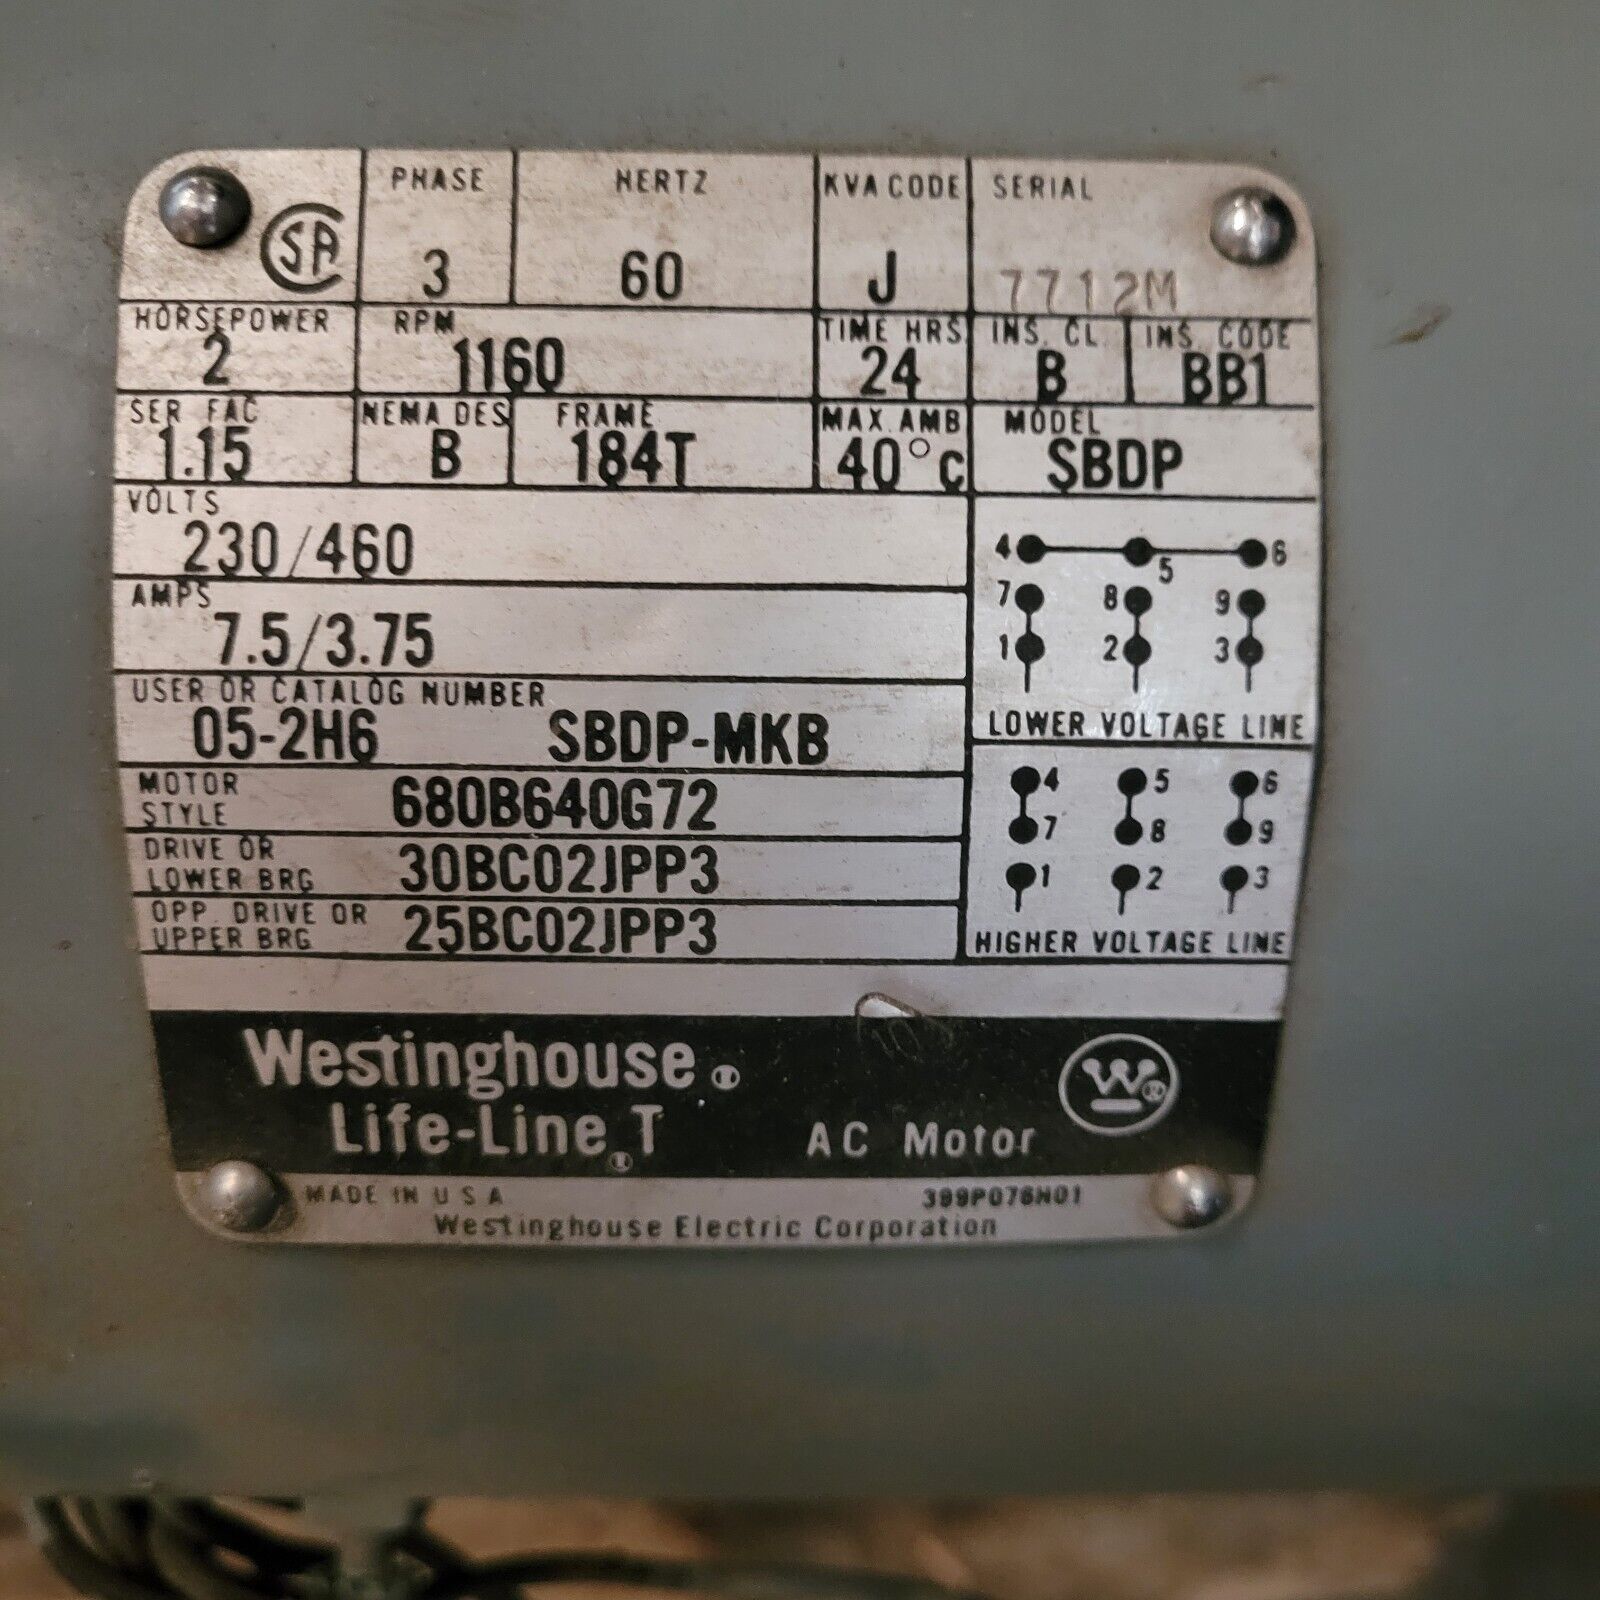 PHASE HERTZ KVA CODE SERIAL
SA 3 60 J 7712M
HORSEPOWER RPM TIME HRS INS. CL. INS. CODE
2 1160 24 B BB1
SER FAC NEMA DES FRAME MAX. AMB MODEL
1.15 B 184T 40°C SBDP
VOLTS
230/460
AMPS
7.5/3.75
USER OR CATALOG NUMBER
05-2H6 SBDP-MKB
MOTOR STYLE 680B640G72
DRIVE OR LOWER BRG 30BC02JPP3
OPP. DRIVE OR UPPER BRG 25BC02JPP3
4 5 6
7 8 9
1 2 3
LOWER VOLTAGE LINE
4 5 6
7 8 9
1 2 3
HIGHER VOLTAGE LINE
Westinghouse
Life-Line T AC Motor
W
MADE IN U S A 399P076H01
Westinghouse Electric Corporation